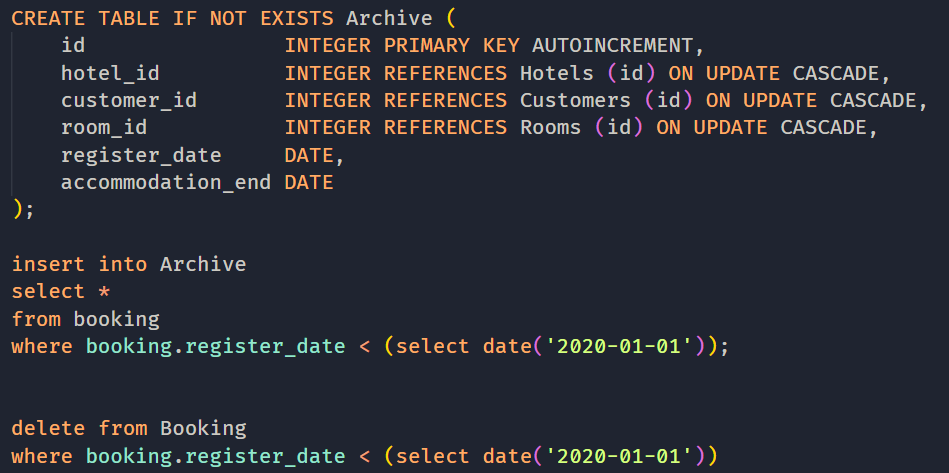 CREATE TABLE IF NOT EXISTS Archive (
    id                INTEGER PRIMARY KEY AUTOINCREMENT,
    hotel_id          INTEGER REFERENCES Hotels (id) ON UPDATE CASCADE,
    customer_id       INTEGER REFERENCES Customers (id) ON UPDATE CASCADE,
    room_id           INTEGER REFERENCES Rooms (id) ON UPDATE CASCADE,
    register_date     DATE,
    accommodation_end DATE
);
insert into Archive
select *
from booking
where booking.register_date < (select date('2020-01-01'));
delete from Booking
where booking.register_date < (select date('2020-01-01'))